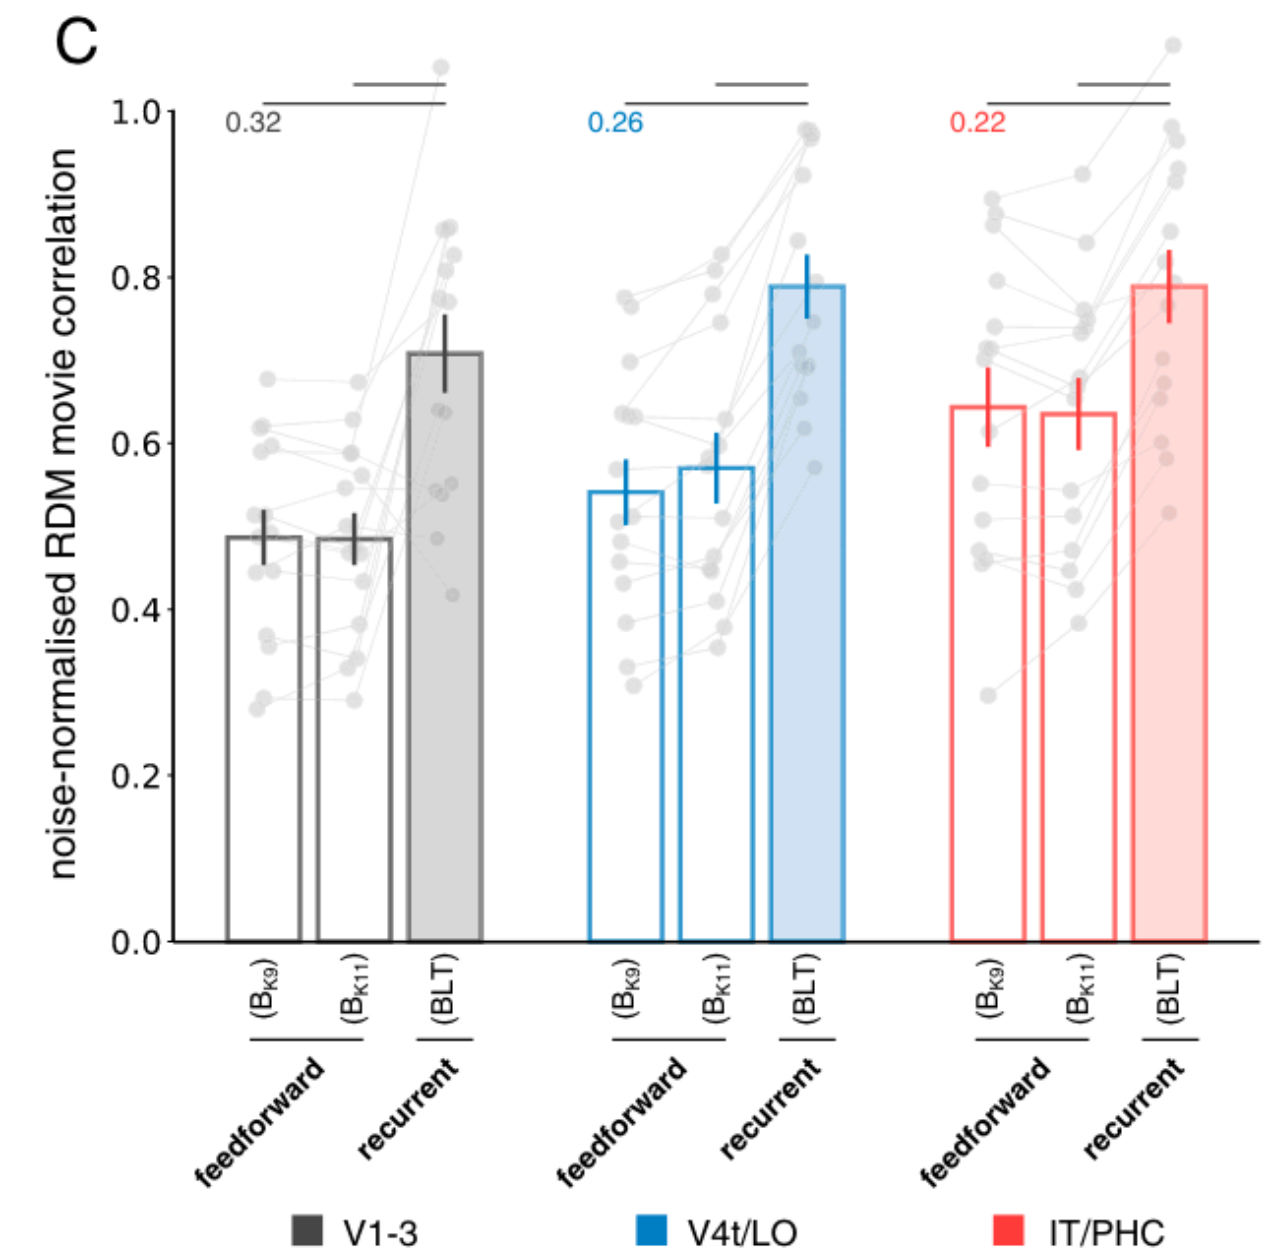 C
noise-normalised RDM movie correlation
1.0
0.8
0.6
0.4
0.2
0.0
0.32
0.26
0.22
(BK9)
(BK11)
(BLT)
(BK9)
(BK11)
(BLT)
(BK9)
(BK11)
(BLT)
feedforward
recurrent
feedforward
recurrent
feedforward
recurrent
V1-3
V4t/LO
IT/PHC